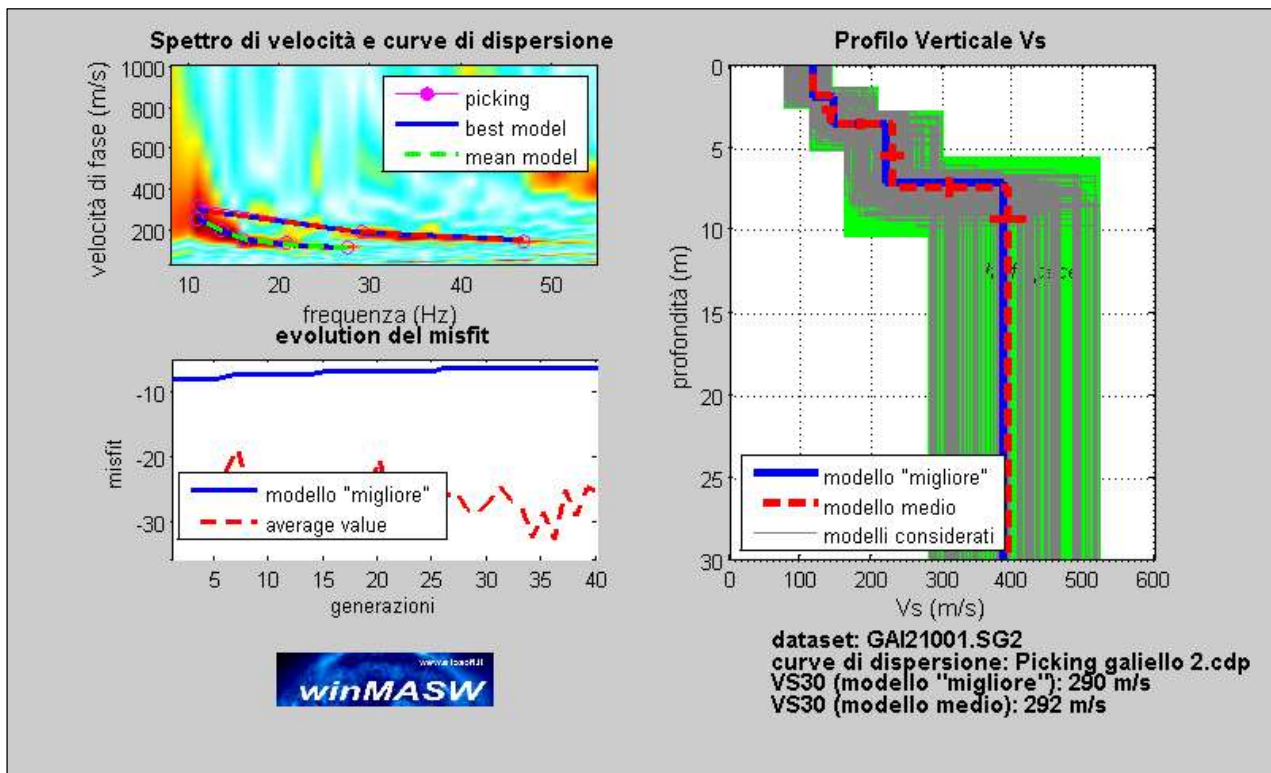 Spettro di velocità e curve di dispersione
1000
800
600
400
200
velocità di fase (m/s)
picking
best model
mean model
10
20
30
40
50
frequenza (Hz)
evolution del misfit
-10
-20
-30
misfit
modello "migliore"
average value
5
10
15
20
25
30
35
40
generazioni
winMASW
Profilo Verticale Vs
0
5
10
15
20
25
30
profondità (m)
modello "migliore"
modello medio
modelli considerati
0
100
200
300
400
500
600
Vs (m/s)
dataset: GAI21001.SG2
curve di dispersione: Picking galiello 2.cdp
VS30 (modello "migliore"): 290 m/s
VS30 (modello medio): 292 m/s